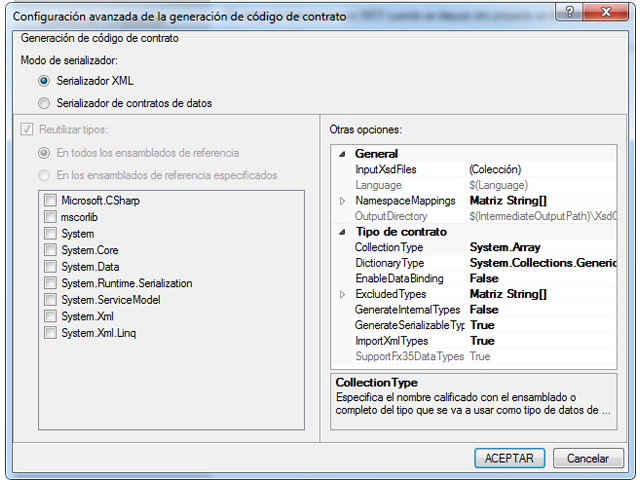 Configuración avanzada de la generación de código de contrato
Generación de código de contrato
Modo de serializador:
Serializador XML
Serializador de contratos de datos
Reutilizar tipos:
En todos los ensamblados de referencia
En los ensamblados de referencia especificados
Microsoft.CSharp
mscorlib
System
System.Core
System.Data
System.Runtime.Serialization
System.ServiceModel
System.Xml
System.Xml.Linq
Otras opciones:
General
InputXsdFiles (Colección)
Language $(Language)
NamespaceMappings Matriz String[]
OutputDirectory $(IntermediateOutputPath)\XsdG
Tipo de contrato
CollectionType System.Array
DictionaryType System.Collections.Generic
EnableDataBinding False
ExcludedTypes Matriz String[]
GenerateInternalTypes False
GenerateSerializableTyp True
ImportXmlTypes True
SupportFx35DataTypes True
CollectionType
Especifica el nombre calificado con el ensamblado o
completo del tipo que se va a usar como tipo de datos de ...
ACEPTAR Cancelar